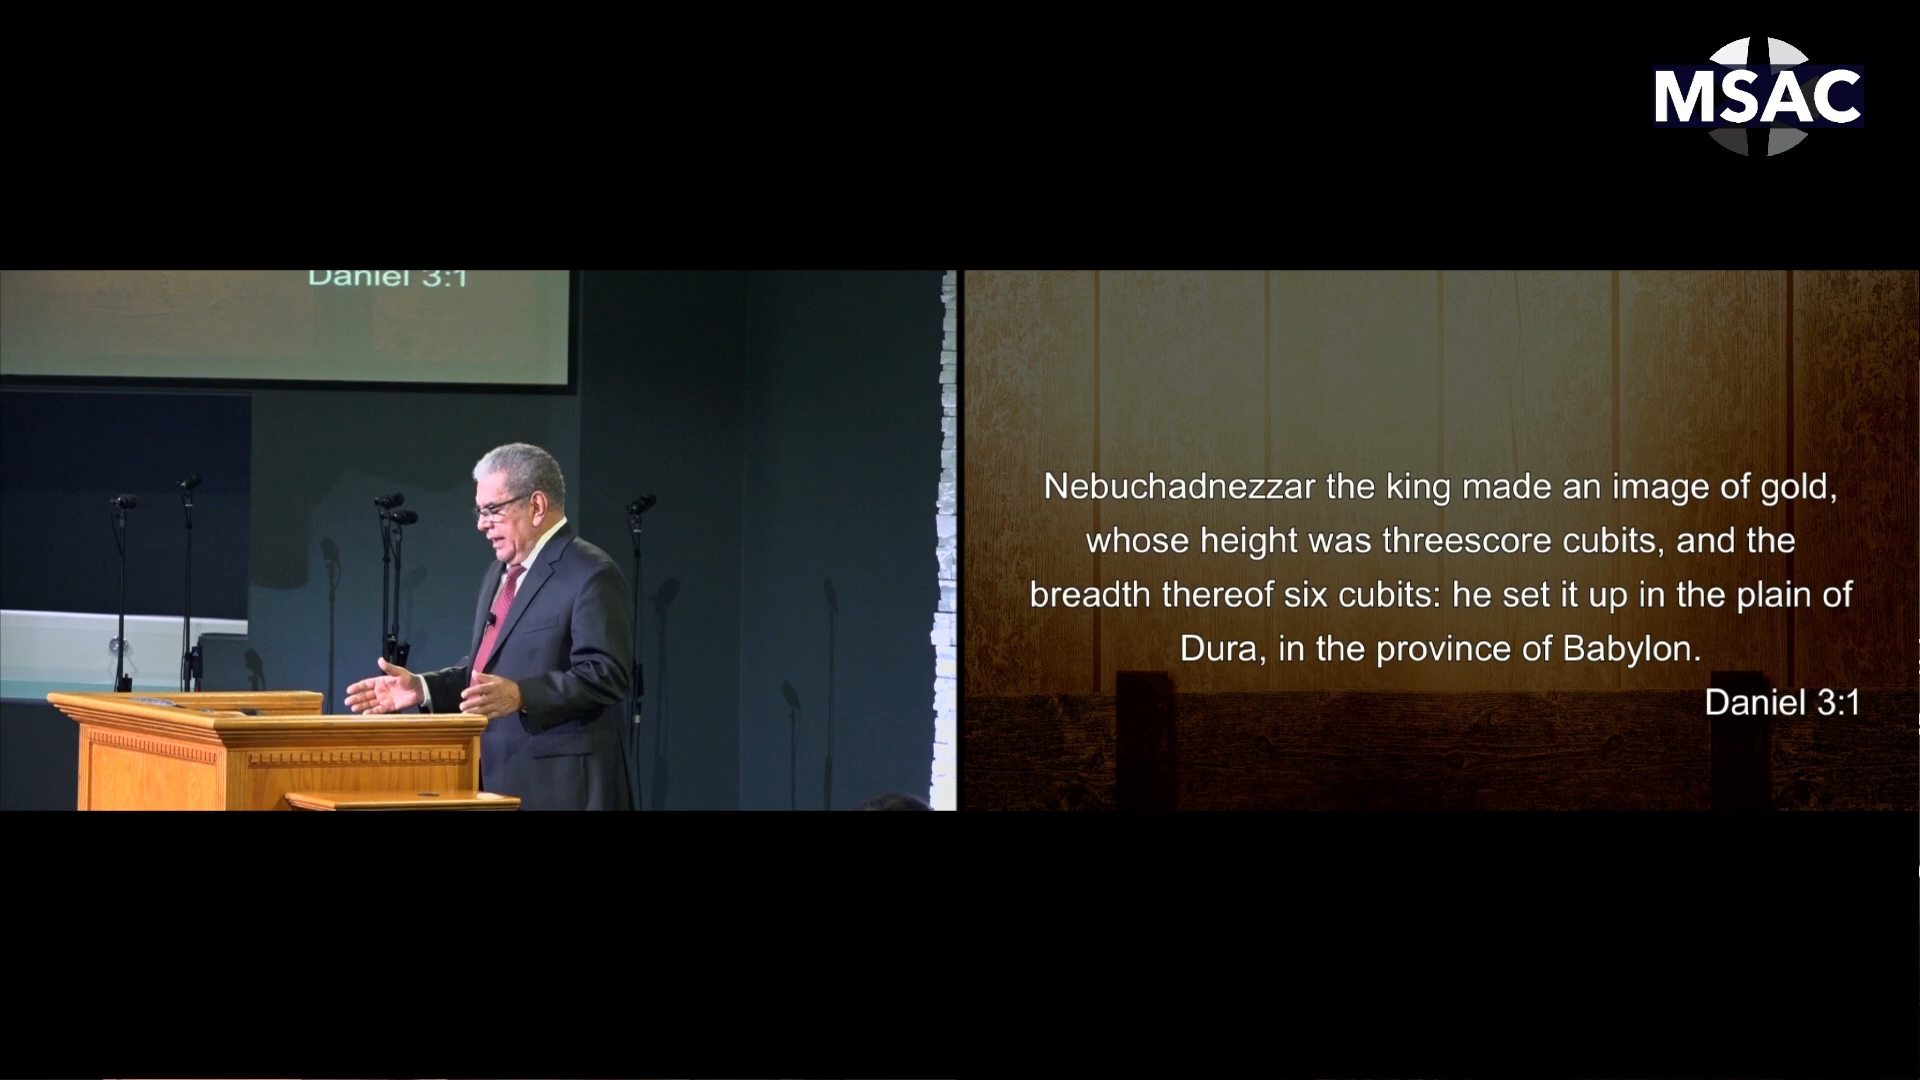 MSAC
Daniel 3:1
Nebuchadnezzar the king made an image of gold,
whose height was threescore cubits, and the
breadth thereof six cubits: he set it up in the plain of
Dura, in the province of Babylon.
Daniel 3:1